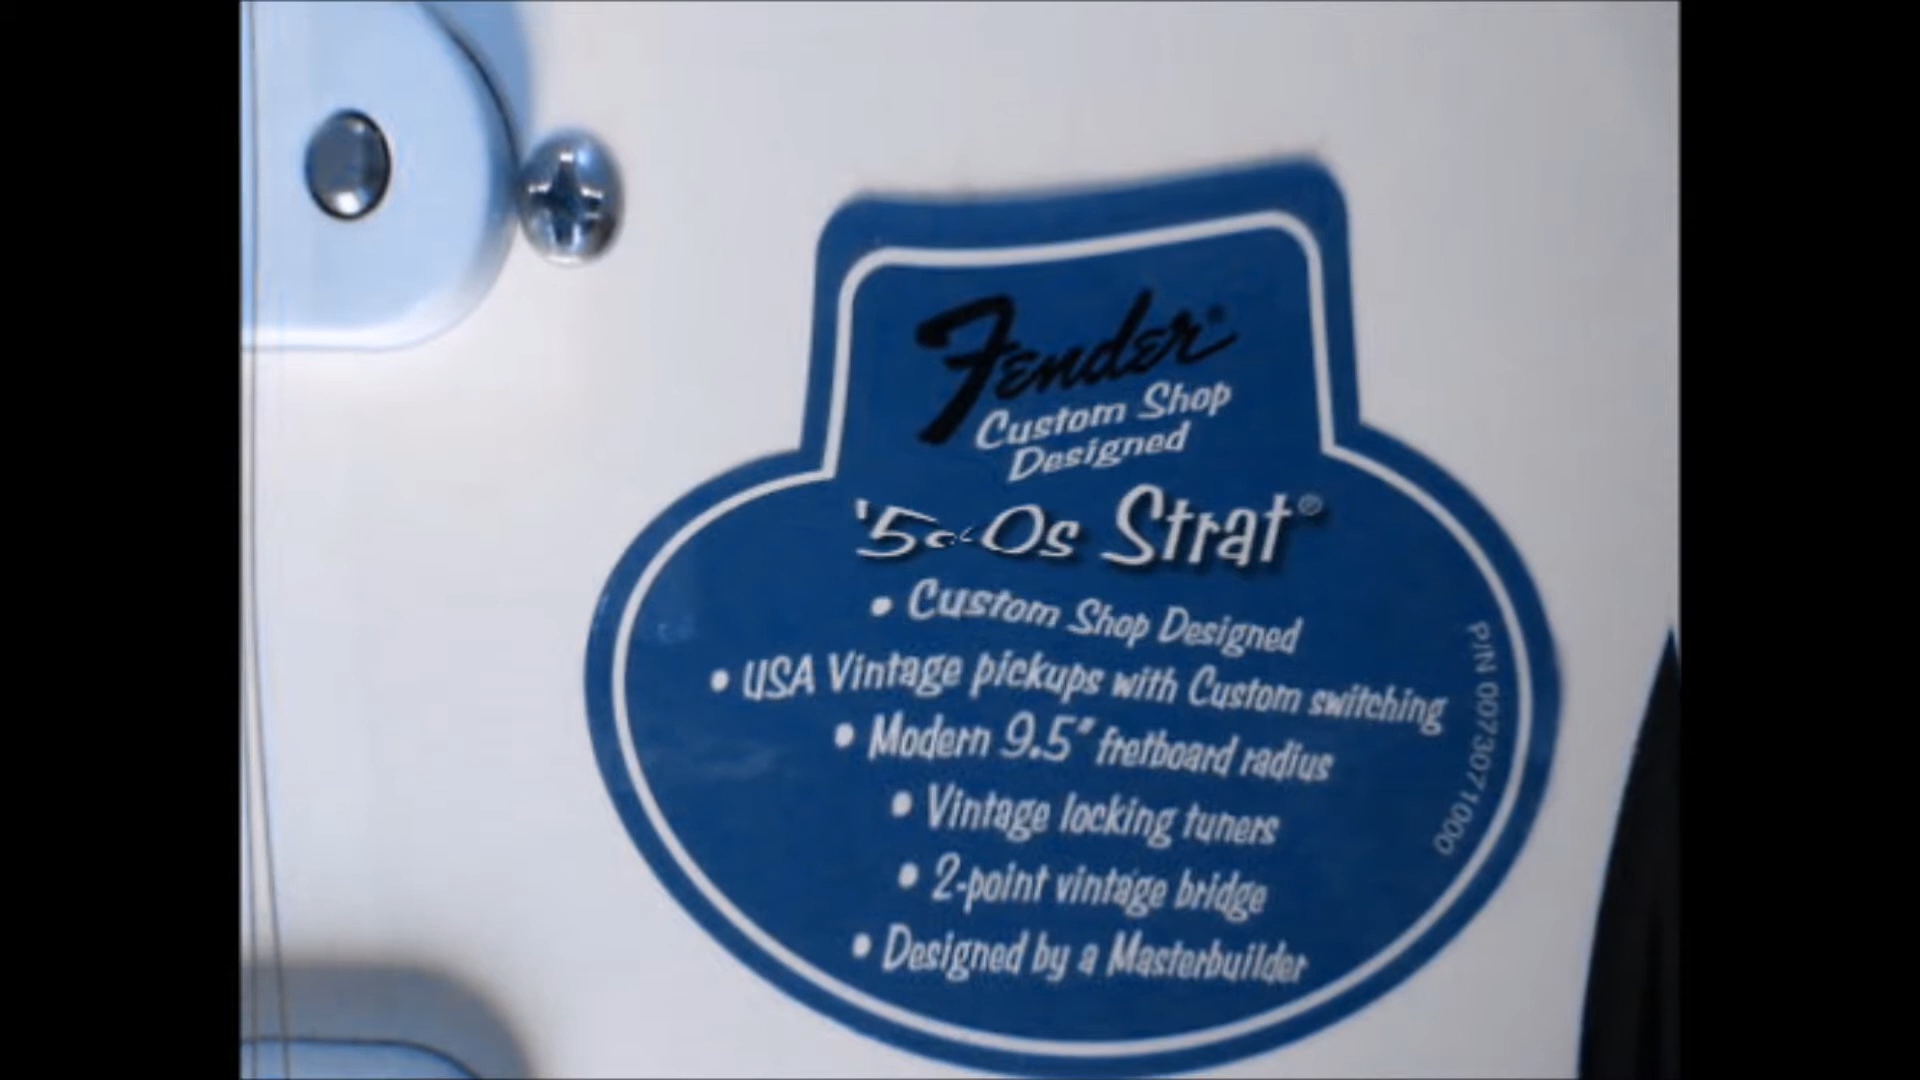 Fender®
Custom Shop
Designed
Strat®
• Custom Shop Designed
• USA Vintage pickups with Custom switching
• Modern 9.5" fretboard radius
• Vintage locking tuners
• 2-point vintage bridge
• Designed by a Masterbuilder
P/N 0073071000